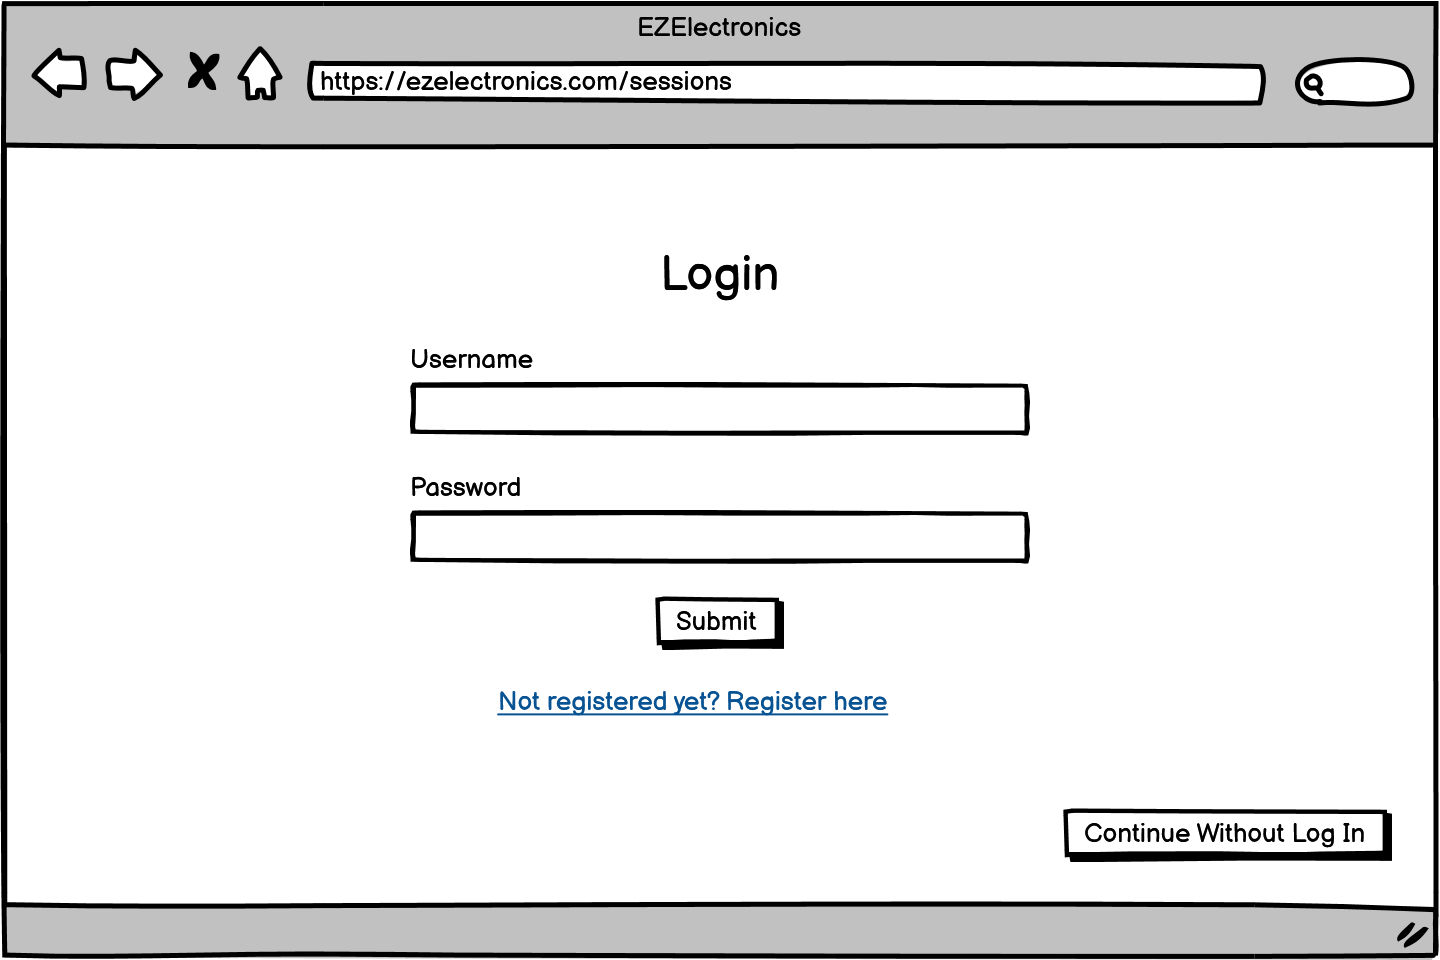 EZElectronics
https://ezelectronics.com/sessions
Login
Username
Password
Submit
Not registered yet? Register here
Continue Without Log In